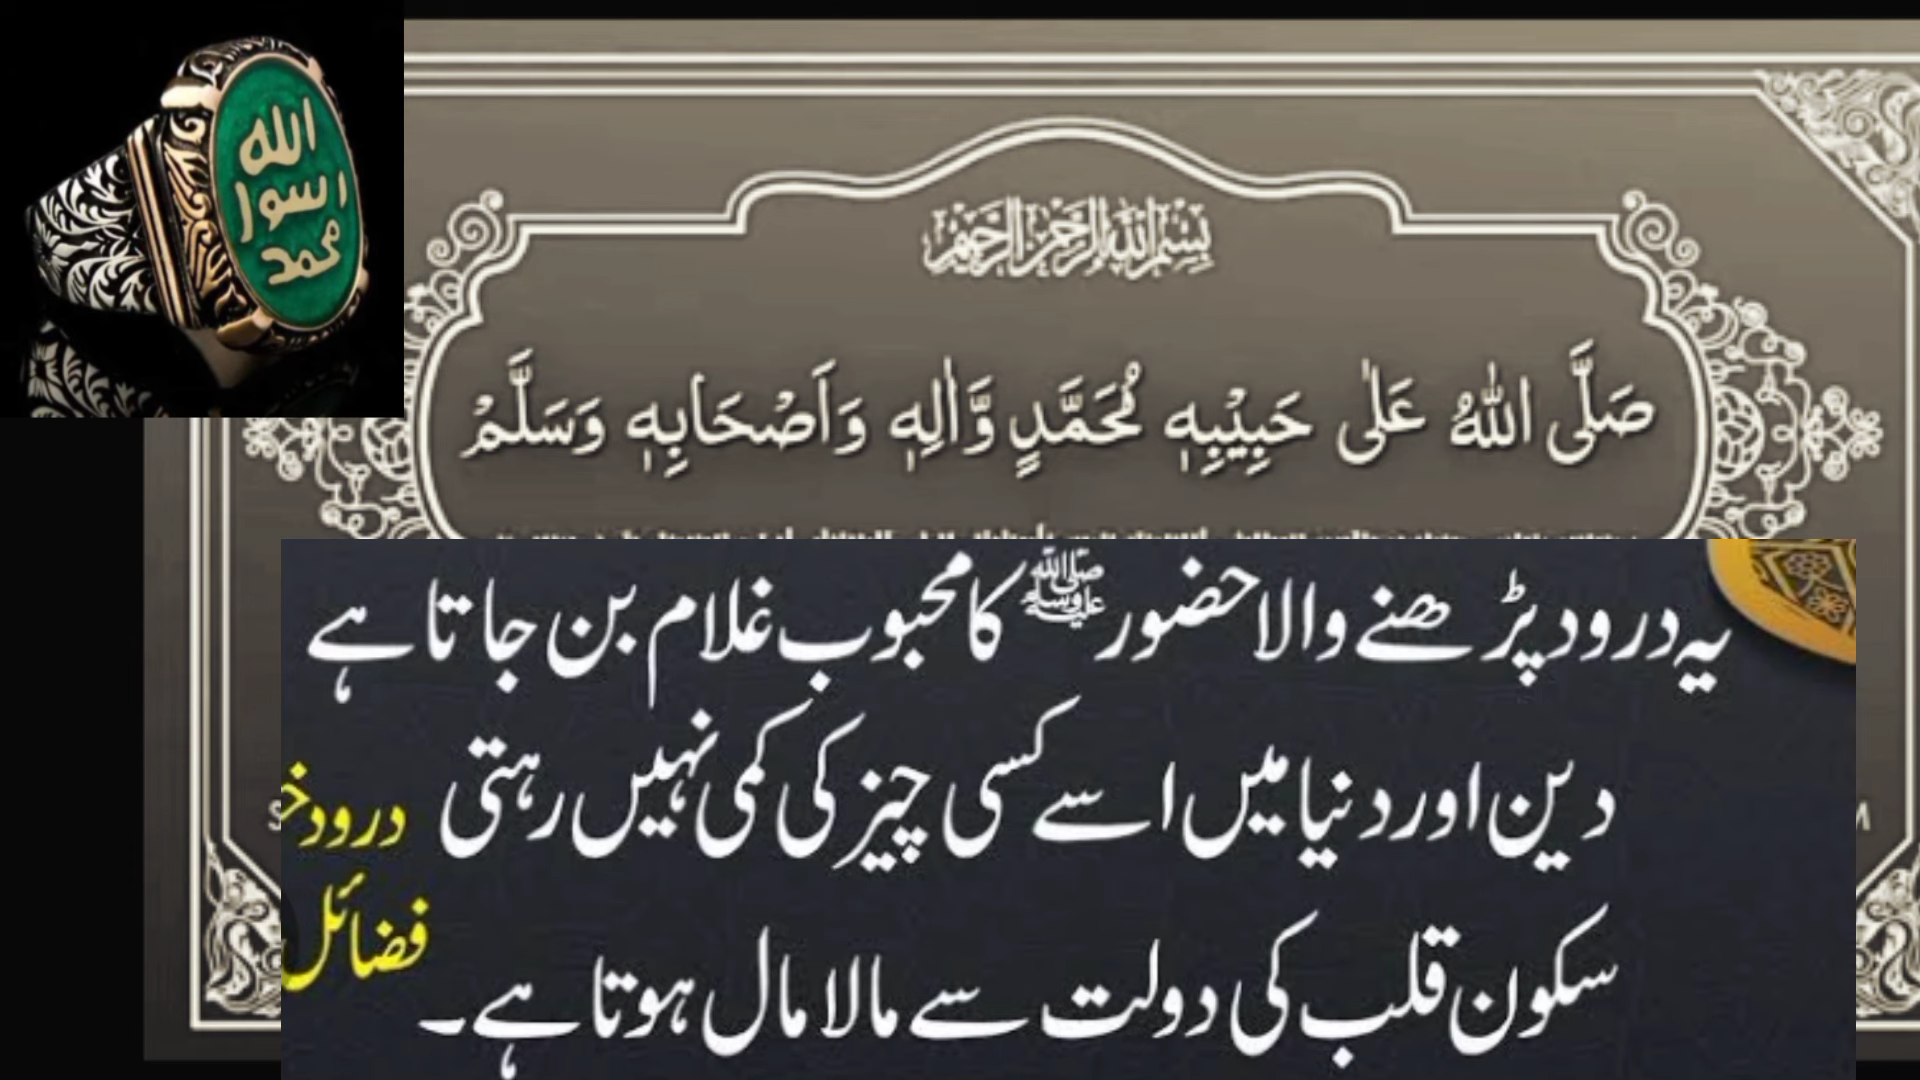 الله
رسول
محمد
بسم الله الرحمن الرحيم
صَلَّى اللهُ عَلٰى حَبِيْبِهٖ مُحَمَّدٍ وَّاٰلِهٖ وَاَصْحَابِهٖ وَسَلَّمْ
یہ درود پڑھنے والا حضور ﷺ کا محبوب غلام بن جاتا ہے
دین اور دنیا میں اسے کسی چیز کی کمی نہیں رہتی
سکون قلب کی دولت سے مالا مال ہوتا ہے۔
درود
فضائل